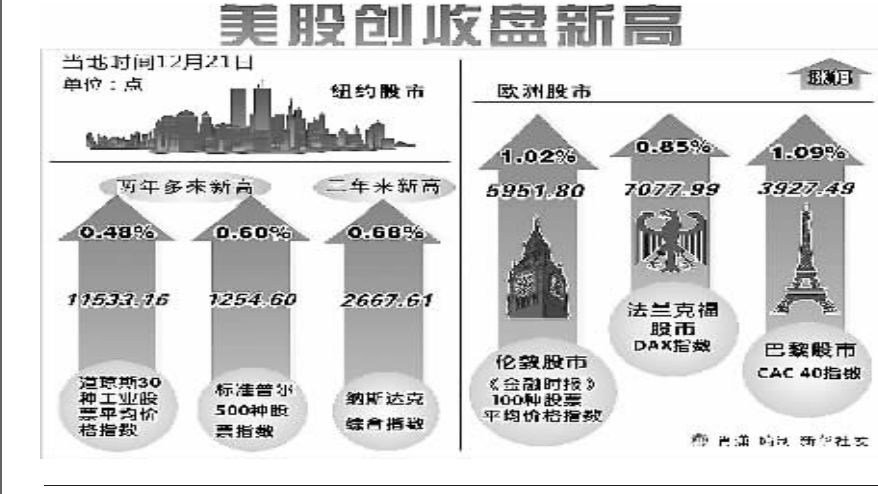 美股创收盘新高
当地时间12月21日
单位：点
纽约股市
两年多来新高
三年来新高
0.48%
0.60%
0.68%
11533.16
1254.60
2667.61
道琼斯30
种工业股
票平均价
格指数
标准普尔
500种股
票指数
纳斯达克
综合指数
欧洲股市
1.02%
0.85%
1.09%
5951.80
7077.99
3927.49
伦敦股市
《金融时报》
100种股票
平均价格指数
法兰克福
股市
DAX指数
巴黎股市
CAC 40指数
新华社发